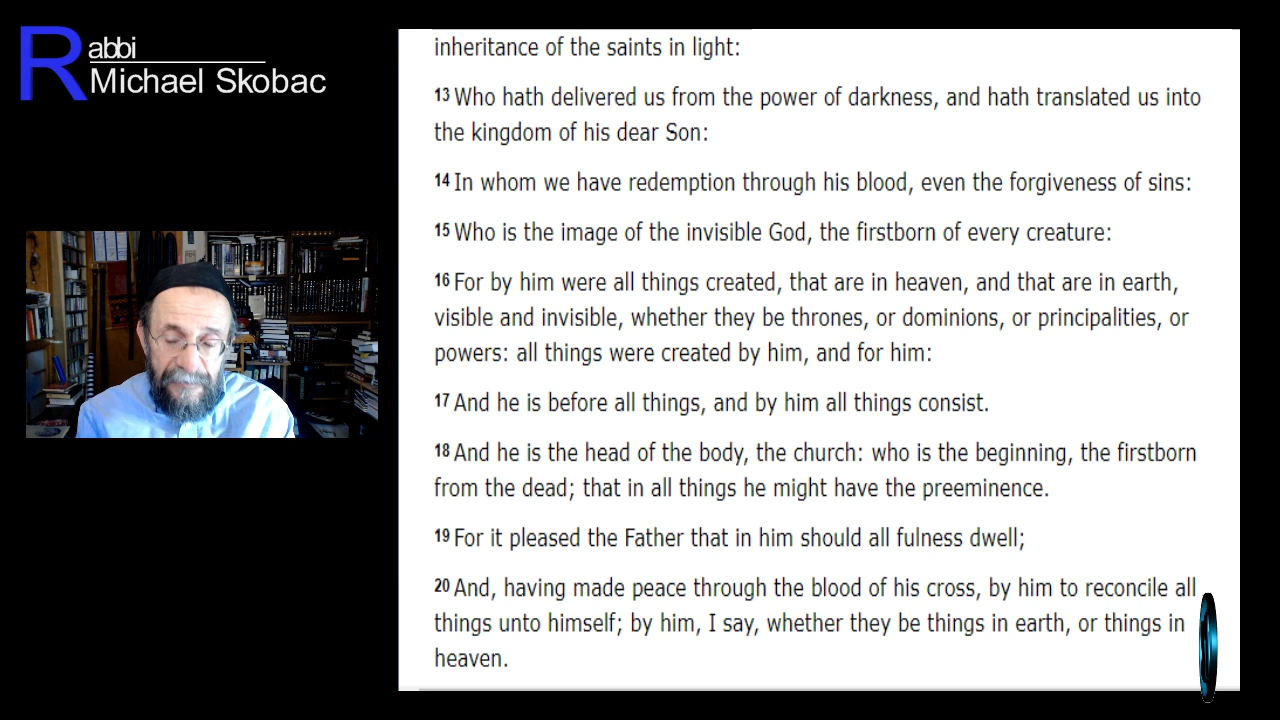 Rabbi
Michael Skobac
inheritance of the saints in light:
13 Who hath delivered us from the power of darkness, and hath translated us into
the kingdom of his dear Son:
14 In whom we have redemption through his blood, even the forgiveness of sins:
15 Who is the image of the invisible God, the firstborn of every creature:
16 For by him were all things created, that are in heaven, and that are in earth,
visible and invisible, whether they be thrones, or dominions, or principalities, or
powers: all things were created by him, and for him:
17 And he is before all things, and by him all things consist.
18 And he is the head of the body, the church: who is the beginning, the firstborn
from the dead; that in all things he might have the preeminence.
19 For it pleased the Father that in him should all fulness dwell;
20 And, having made peace through the blood of his cross, by him to reconcile all
things unto himself; by him, I say, whether they be things in earth, or things in
heaven.